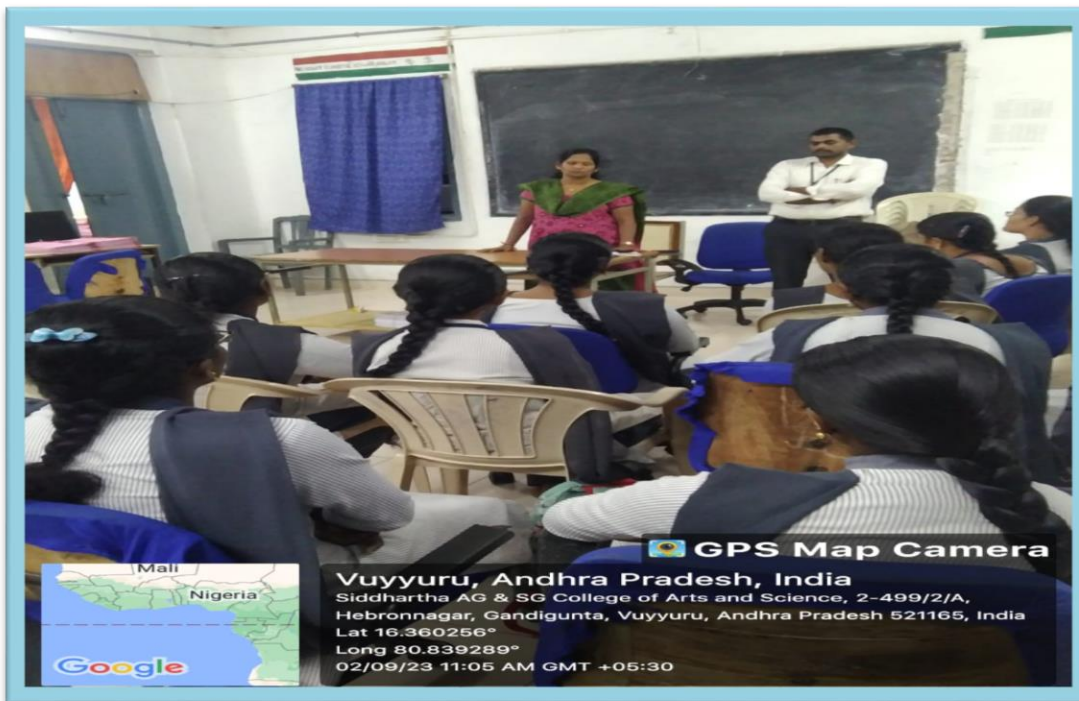 GPS Map Camera
Mali
Nigeria
Google
Vuyyuru, Andhra Pradesh, India
Siddhartha AG & SG College of Arts and Science, 2-499/2/A,
Hebronnagar, Gandigunta, Vuyyuru, Andhra Pradesh 521165, India
Lat 16.360256°
Long 80.839289°
02/09/23 11:05 AM GMT +05:30